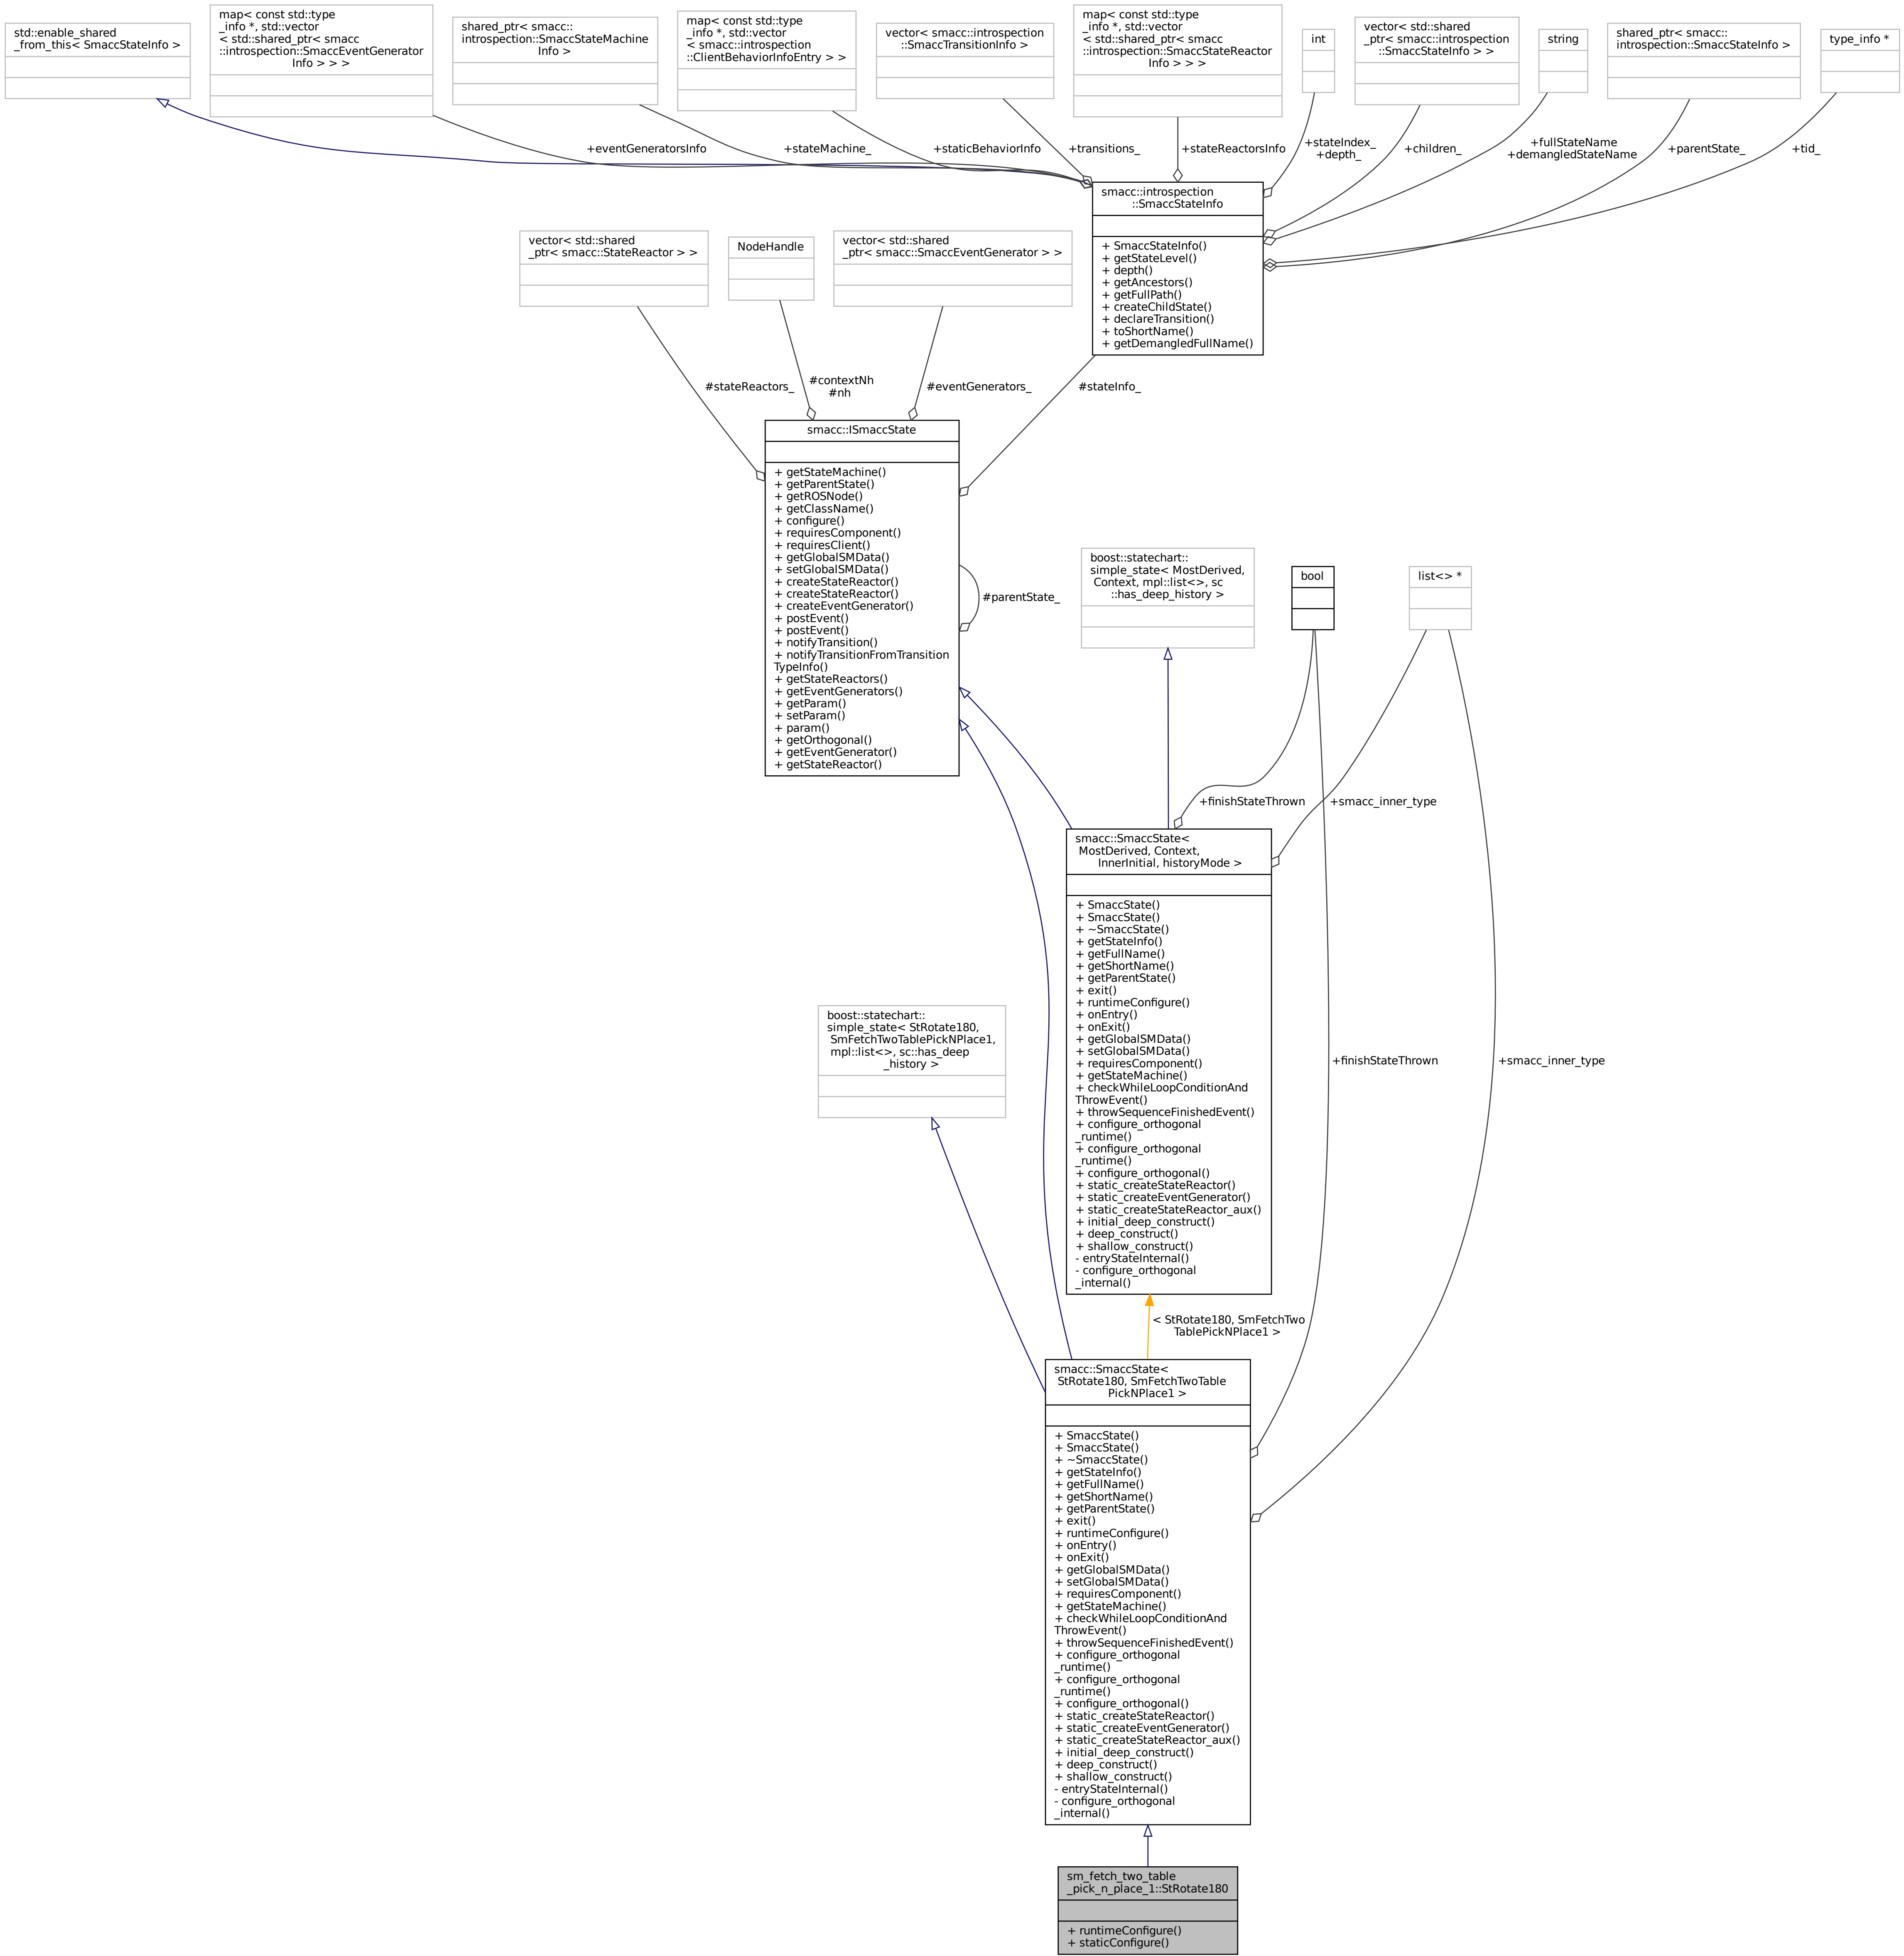 std::enable_shared
_from_this< SmaccStateInfo >
map< const std::type
_info *, std::vector
< std::shared_ptr< smacc
::introspection::SmaccEventGenerator
Info > > >
shared_ptr< smacc::
introspection::SmaccStateMachine
Info >
map< const std::type
_info *, std::vector
< smacc::introspection
::ClientBehaviorInfoEntry > >
vector< smacc::introspection
::SmaccTransitionInfo >
map< const std::type
_info *, std::vector
< std::shared_ptr< smacc
::introspection::SmaccStateReactor
Info > > >
int
vector< std::shared
_ptr< smacc::introspection
::SmaccStateInfo > >
string
shared_ptr< smacc::
introspection::SmaccStateInfo >
type_info *
+eventGeneratorsInfo
+stateMachine_
+staticBehaviorInfo
+transitions_
+stateReactorsInfo
+stateIndex_
+depth_
+children_
+fullStateName
+demangledStateName
+parentState_
+tid_
smacc::introspection
::SmaccStateInfo
+ SmaccStateInfo()
+ getStateLevel()
+ depth()
+ getAncestors()
+ getFullPath()
+ createChildState()
+ declareTransition()
+ toShortName()
+ getDemangledFullName()
vector< std::shared
_ptr< smacc::StateReactor > >
NodeHandle
vector< std::shared
_ptr< smacc::SmaccEventGenerator > >
#stateReactors_
#contextNh
#nh
#eventGenerators_
#stateInfo_
smacc::ISmaccState
+ getStateMachine()
+ getParentState()
+ getROSNode()
+ getClassName()
+ configure()
+ requiresComponent()
+ requiresClient()
+ getGlobalSMData()
+ setGlobalSMData()
+ createStateReactor()
+ createStateReactor()
+ createEventGenerator()
+ postEvent()
+ postEvent()
+ notifyTransition()
+ notifyTransitionFromTransition
TypeInfo()
+ getStateReactors()
+ getEventGenerators()
+ getParam()
+ setParam()
+ param()
+ getOrthogonal()
+ getEventGenerator()
+ getStateReactor()
#parentState_
boost::statechart::
simple_state< MostDerived,
Context, mpl::list<>, sc
::has_deep_history >
bool
list<> *
+finishStateThrown
+smacc_inner_type
smacc::SmaccState<
MostDerived, Context,
InnerInitial, historyMode >
+ SmaccState()
+ SmaccState()
+ ~SmaccState()
+ getStateInfo()
+ getFullName()
+ getShortName()
+ getParentState()
+ exit()
+ runtimeConfigure()
+ onEntry()
+ onExit()
+ getGlobalSMData()
+ setGlobalSMData()
+ requiresComponent()
+ getStateMachine()
+ checkWhileLoopConditionAnd
ThrowEvent()
+ throwSequenceFinishedEvent()
+ configure_orthogonal
_runtime()
+ configure_orthogonal
_runtime()
+ configure_orthogonal()
+ static_createStateReactor()
+ static_createEventGenerator()
+ static_createStateReactor_aux()
+ initial_deep_construct()
+ deep_construct()
+ shallow_construct()
- entryStateInternal()
- configure_orthogonal
_internal()
boost::statechart::
simple_state< StRotate180,
SmFetchTwoTablePickNPlace1,
mpl::list<>, sc::has_deep
_history >
+finishStateThrown
+smacc_inner_type
< StRotate180, SmFetchTwo
TablePickNPlace1 >
smacc::SmaccState<
StRotate180, SmFetchTwoTable
PickNPlace1 >
+ SmaccState()
+ SmaccState()
+ ~SmaccState()
+ getStateInfo()
+ getFullName()
+ getShortName()
+ getParentState()
+ exit()
+ runtimeConfigure()
+ onEntry()
+ onExit()
+ getGlobalSMData()
+ setGlobalSMData()
+ requiresComponent()
+ getStateMachine()
+ checkWhileLoopConditionAnd
ThrowEvent()
+ throwSequenceFinishedEvent()
+ configure_orthogonal
_runtime()
+ configure_orthogonal
_runtime()
+ configure_orthogonal()
+ static_createStateReactor()
+ static_createEventGenerator()
+ static_createStateReactor_aux()
+ initial_deep_construct()
+ deep_construct()
+ shallow_construct()
- entryStateInternal()
- configure_orthogonal
_internal()
sm_fetch_two_table
_pick_n_place_1::StRotate180
+ runtimeConfigure()
+ staticConfigure()